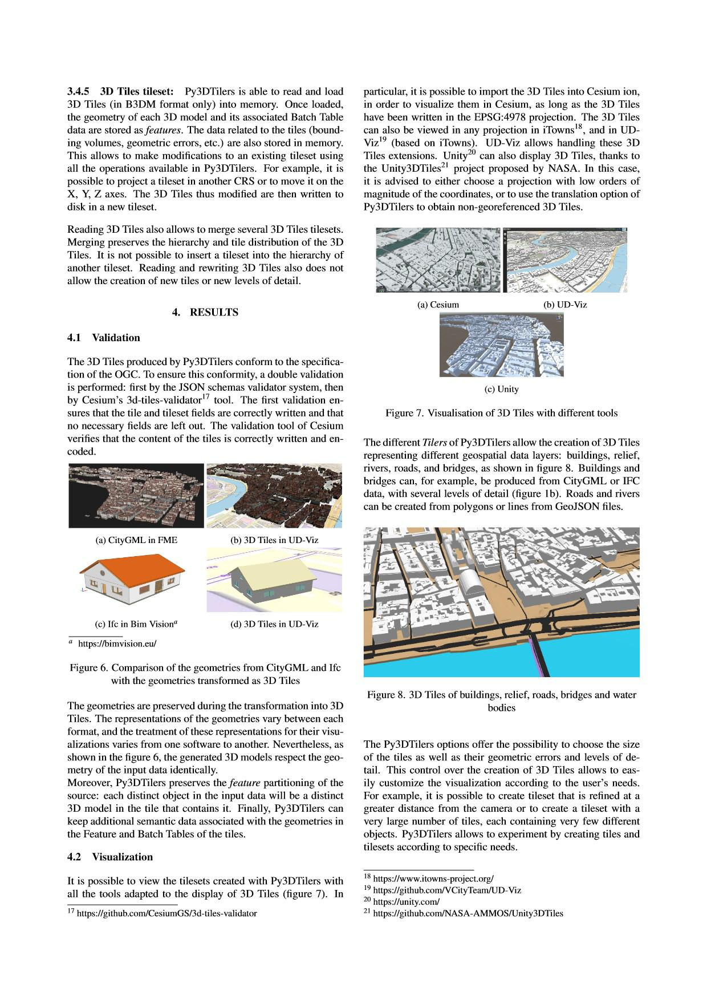 3.4.5 3D Tiles tileset: Py3DTilers is able to read and load
3D Tiles (in B3DM format only) into memory. Once loaded,
the geometry of each 3D model and its associated Batch Table
data are stored as features. The data related to the tiles (bound-
ing volumes, geometric errors, etc.) are also stored in memory.
This allows to make modifications to an existing tileset using
all the operations available in Py3DTilers. For example, it is
possible to project a tileset in another CRS or to move it on the
X, Y, Z axes. The 3D Tiles thus modified are then written to
disk in a new tileset.
Reading 3D Tiles also allows to merge several 3D Tiles tilesets.
Merging preserves the hierarchy and tile distribution of the 3D
Tiles. It is not possible to insert a tileset into the hierarchy of
another tileset. Reading and rewriting 3D Tiles also does not
allow the creation of new tiles or new levels of detail.
4. RESULTS
4.1 Validation
The 3D Tiles produced by Py3DTilers conform to the specifica-
tion of the OGC. To ensure this conformity, a double validation
is performed: first by the JSON schemas validator system, then
by Cesium's 3d-tiles-validator17 tool. The first validation en-
sures that the tile and tileset fields are correctly written and that
no necessary fields are left out. The validation tool of Cesium
verifies that the content of the tiles is correctly written and en-
coded.
(a) CityGML in FME
(b) 3D Tiles in UD-Viz
(c) Ifc in Bim Visiona
(d) 3D Tiles in UD-Viz
a https://bimvision.eu/
Figure 6. Comparison of the geometries from CityGML and Ifc
with the geometries transformed as 3D Tiles
The geometries are preserved during the transformation into 3D
Tiles. The representations of the geometries vary between each
format, and the treatment of these representations for their visu-
alizations varies from one software to another. Nevertheless, as
shown in the figure 6, the generated 3D models respect the geo-
metry of the input data identically.
Moreover, Py3DTilers preserves the feature partitioning of the
source: each distinct object in the input data will be a distinct
3D model in the tile that contains it. Finally, Py3DTilers can
keep additional semantic data associated with the geometries in
the Feature and Batch Tables of the tiles.
4.2 Visualization
It is possible to view the tilesets created with Py3DTilers with
all the tools adapted to the display of 3D Tiles (figure 7). In
17 https://github.com/CesiumGS/3d-tiles-validator
particular, it is possible to import the 3D Tiles into Cesium ion,
in order to visualize them in Cesium, as long as the 3D Tiles
have been written in the EPSG:4978 projection. The 3D Tiles
can also be viewed in any projection in iTowns18, and in UD-
Viz19 (based on iTowns). UD-Viz allows handling these 3D
Tiles extensions. Unity20 can also display 3D Tiles, thanks to
the Unity3DTiles21 project proposed by NASA. In this case,
it is advised to either choose a projection with low orders of
magnitude of the coordinates, or to use the translation option of
Py3DTilers to obtain non-georeferenced 3D Tiles.
(a) Cesium
(b) UD-Viz
(c) Unity
Figure 7. Visualisation of 3D Tiles with different tools
The different Tilers of Py3DTilers allow the creation of 3D Tiles
representing different geospatial data layers: buildings, relief,
rivers, roads, and bridges, as shown in figure 8. Buildings and
bridges can, for example, be produced from CityGML or IFC
data, with several levels of detail (figure 1b). Roads and rivers
can be created from polygons or lines from GeoJSON files.
Figure 8. 3D Tiles of buildings, relief, roads, bridges and water
bodies
The Py3DTilers options offer the possibility to choose the size
of the tiles as well as their geometric errors and levels of de-
tail. This control over the creation of 3D Tiles allows to eas-
ily customize the visualization according to the user's needs.
For example, it is possible to create tileset that is refined at a
greater distance from the camera or to create a tileset with a
very large number of tiles, each containing very few different
objects. Py3DTilers allows to experiment by creating tiles and
tilesets according to specific needs.
18 https://www.itowns-project.org/
19 https://github.com/VCityTeam/UD-Viz
20 https://unity.com/
21 https://github.com/NASA-AMMOS/Unity3DTiles